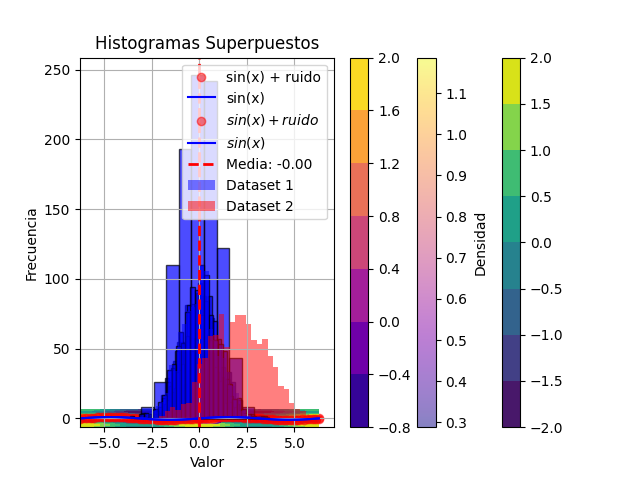 Histogramas Superpuestos
Frecuencia
250
200
150
100
50
0
−5.0 −2.5 0.0 2.5 5.0
Valor
sin(x) + ruido
sin(x)
sin(x) + ruido
sin(x)
Media: -0.00
Dataset 1
Dataset 2
2.0
1.6
1.2
0.8
0.4
0.0
−0.4
−0.8
1.1
1.0
0.9
0.8
0.7
0.6
0.5
0.4
0.3
Densidad
2.0
1.5
1.0
0.5
0.0
−0.5
−1.0
−1.5
−2.0